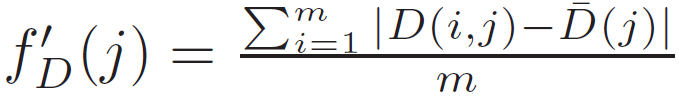 f′_D(j) = \frac{\sum_{i=1}^{m} |D(i,j) − \bar{D}(j)|}{m}